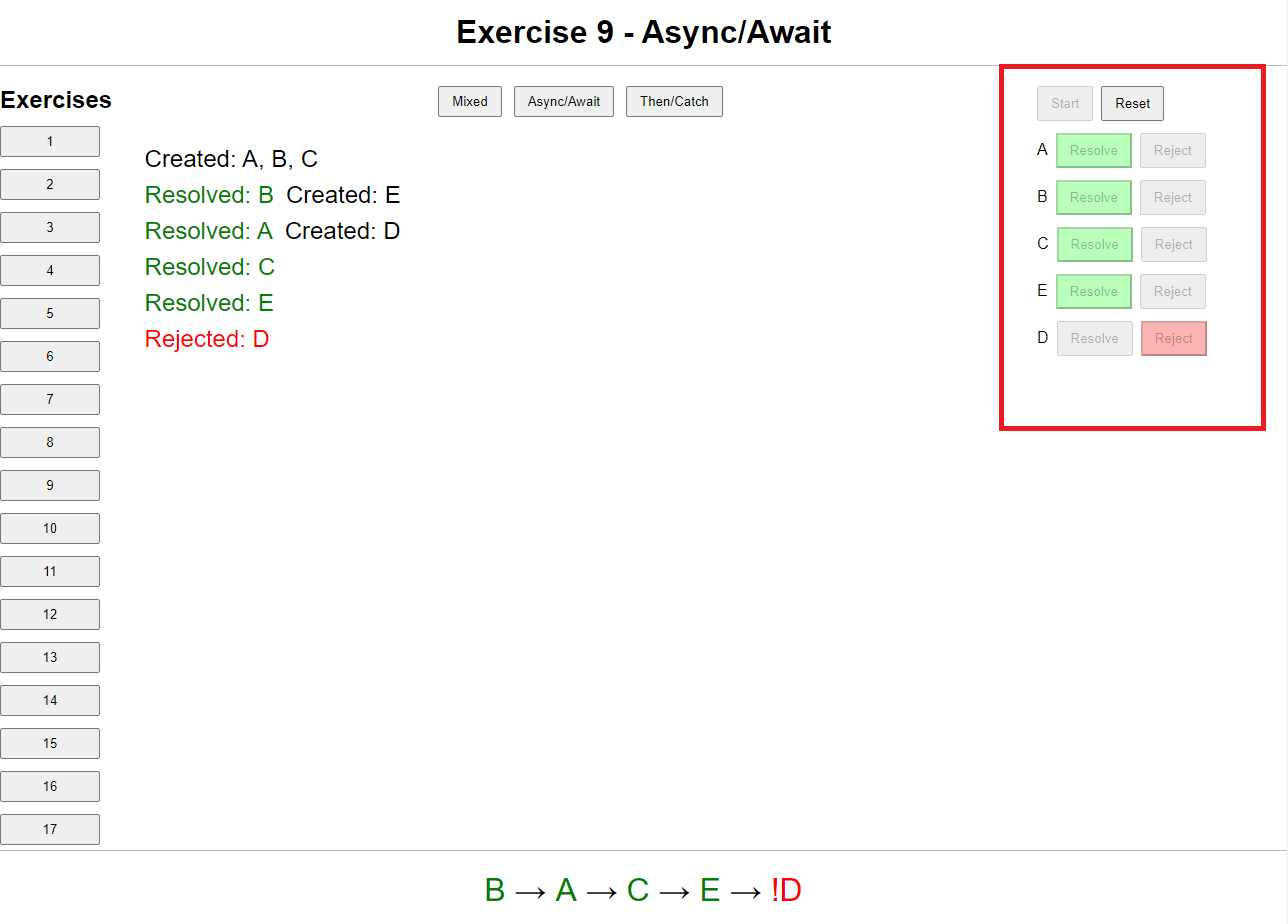 Exercise 9 - Async/Await
Exercises
1
2
3
4
5
6
7
8
9
10
11
12
13
14
15
16
17
Mixed Async/Await Then/Catch
Created: A, B, C
Resolved: B Created: E
Resolved: A Created: D
Resolved: C
Resolved: E
Rejected: D
Start Reset
A Resolve Reject
B Resolve Reject
C Resolve Reject
E Resolve Reject
D Resolve Reject
B → A → C → E → !D